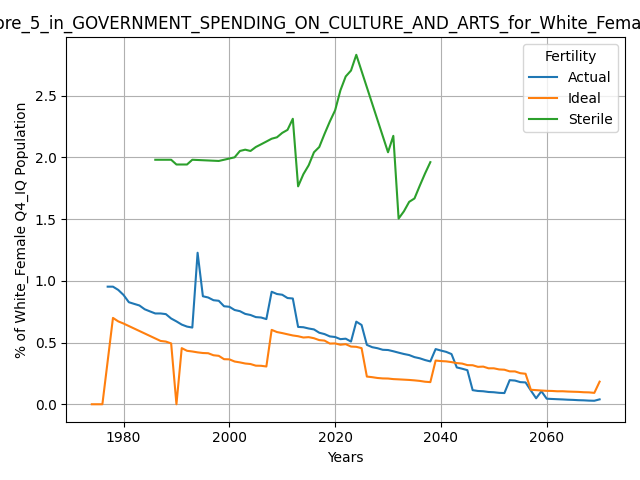 ore_5_in_GOVERNMENT_SPENDING_ON_CULTURE_AND_ARTS_for_White_Fema
% of White_Female Q4_IQ Population
2.5
2.0
1.5
1.0
0.5
0.0
Fertility
Actual
Ideal
Sterile
1980
2000
2020
2040
2060
Years